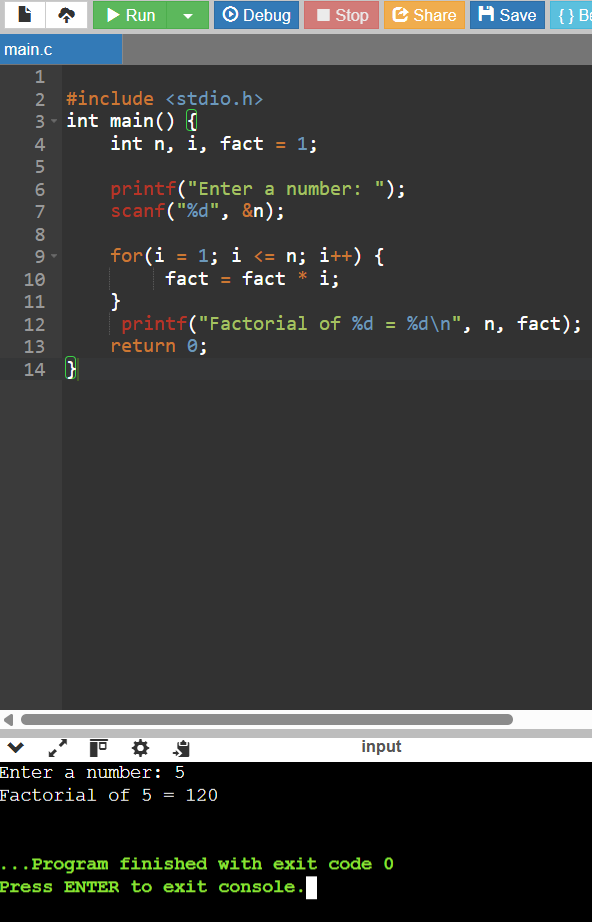 Run Debug Stop Share Save { } Be
main.c
1
2 #include <stdio.h>
3 int main() {
4     int n, i, fact = 1;
5
6     printf("Enter a number: ");
7     scanf("%d", &n);
8
9     for(i = 1; i <= n; i++) {
10         fact = fact * i;
11     }
12      printf("Factorial of %d = %d\n", n, fact);
13     return 0;
14 }
input
Enter a number: 5
Factorial of 5 = 120
...Program finished with exit code 0
Press ENTER to exit console.